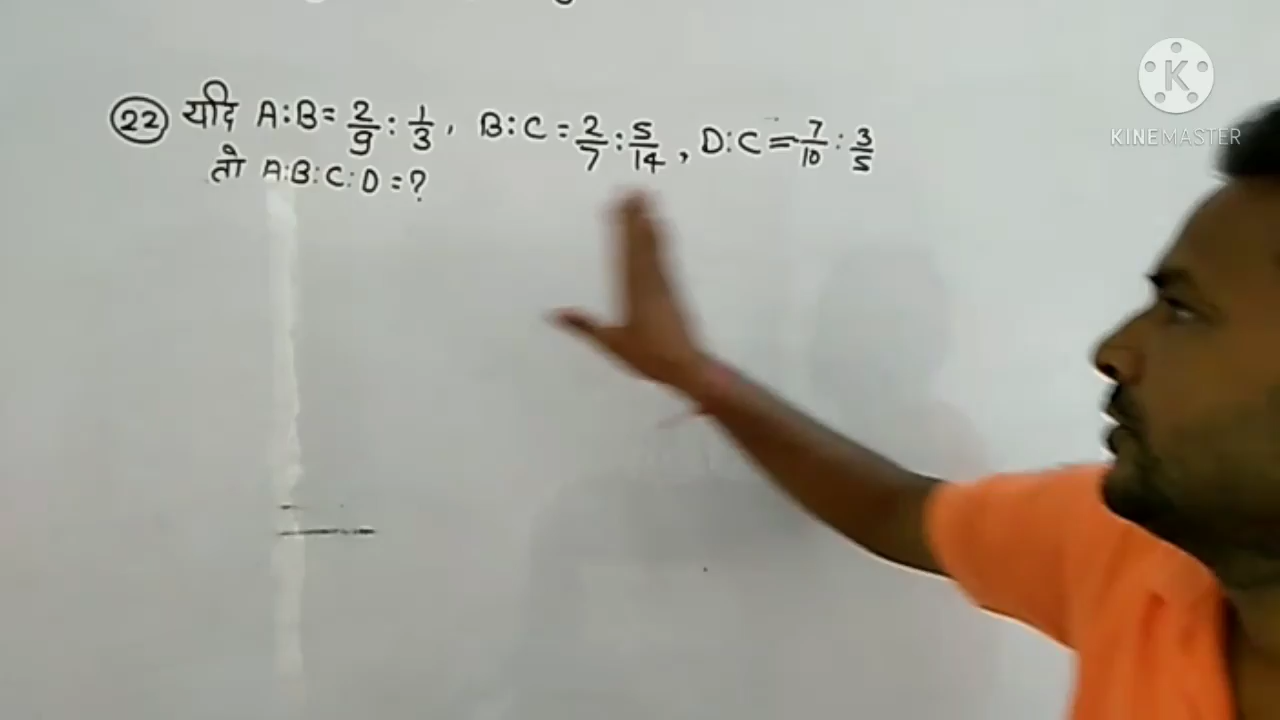 K
KINEMASTER
(22) यदि A:B = 2/9 : 1/3, B:C = 2/7 : 5/14, D:C = 7/10 : 3/5
तो A:B:C:D = ?